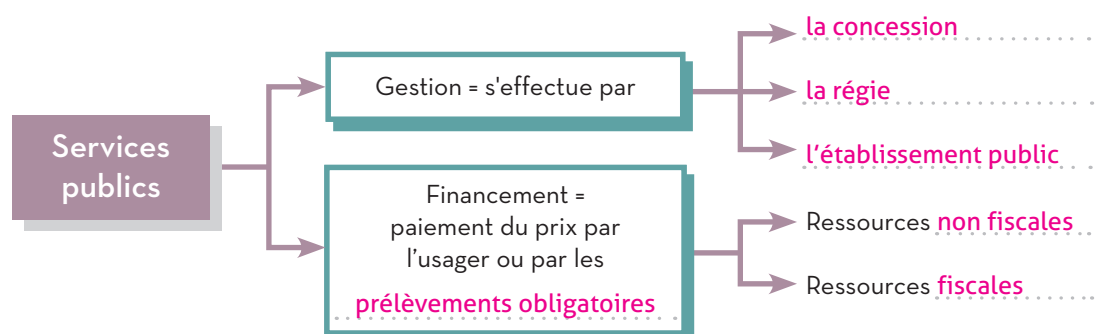 Services
publics
Gestion = s'effectue par
la concession
la régie
l'établissement public
Financement =
paiement du prix par
l'usager ou par les
prélèvements obligatoires
Ressources non fiscales
Ressources fiscales